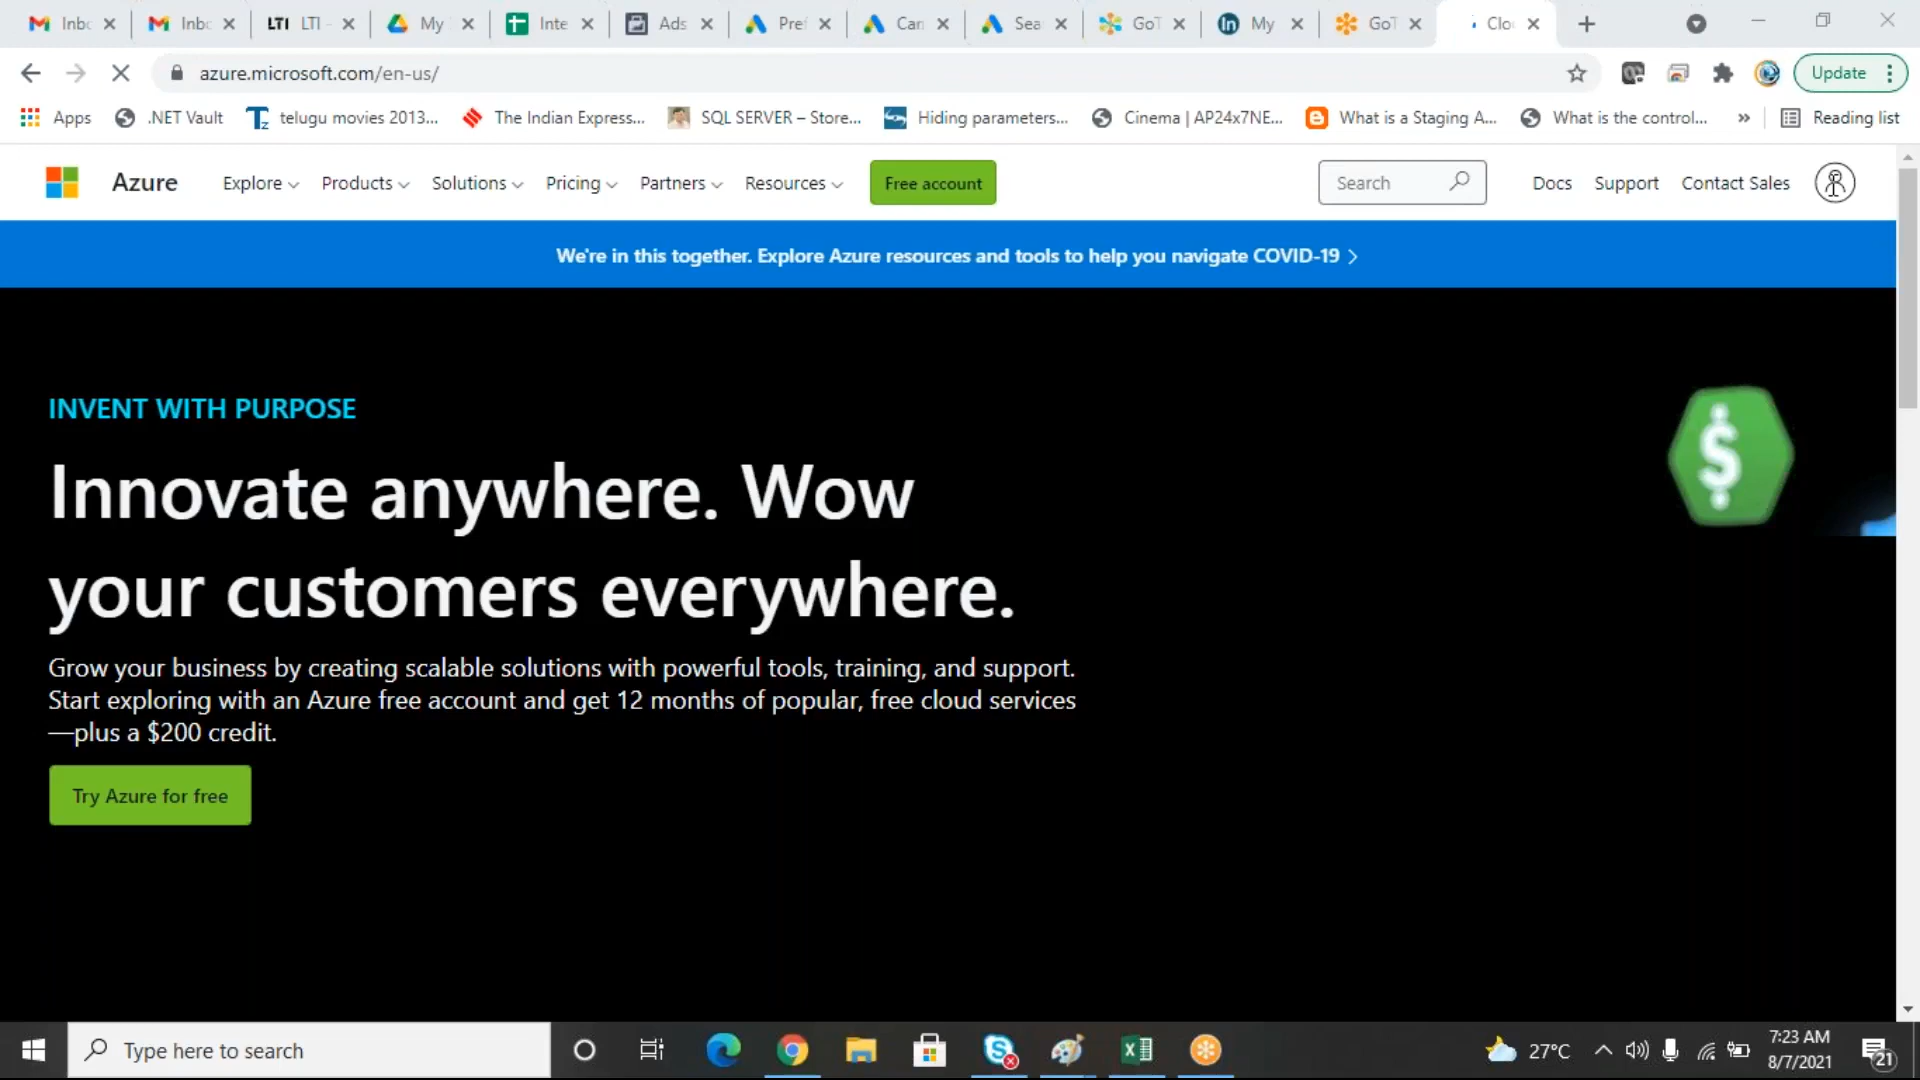 Inbc
Inbc
LTI LTI -
My
Inte
Ads
Pref
Can
Sea
GoT
in My
GoT
Clou
azure.microsoft.com/en-us/
Update
Apps
.NET Vault
telugu movies 2013...
The Indian Express...
SQL SERVER – Store...
Hiding parameters...
Cinema | AP24x7NE...
What is a Staging A...
What is the control...
»
Reading list
Azure
Explore
Products
Solutions
Pricing
Partners
Resources
Free account
Search
Docs
Support
Contact Sales
We're in this together. Explore Azure resources and tools to help you navigate COVID-19 >
INVENT WITH PURPOSE
$
Innovate anywhere. Wow
your customers everywhere.
Grow your business by creating scalable solutions with powerful tools, training, and support.
Start exploring with an Azure free account and get 12 months of popular, free cloud services
—plus a $200 credit.
Try Azure for free
Type here to search
27°C
7:23 AM
8/7/2021
21